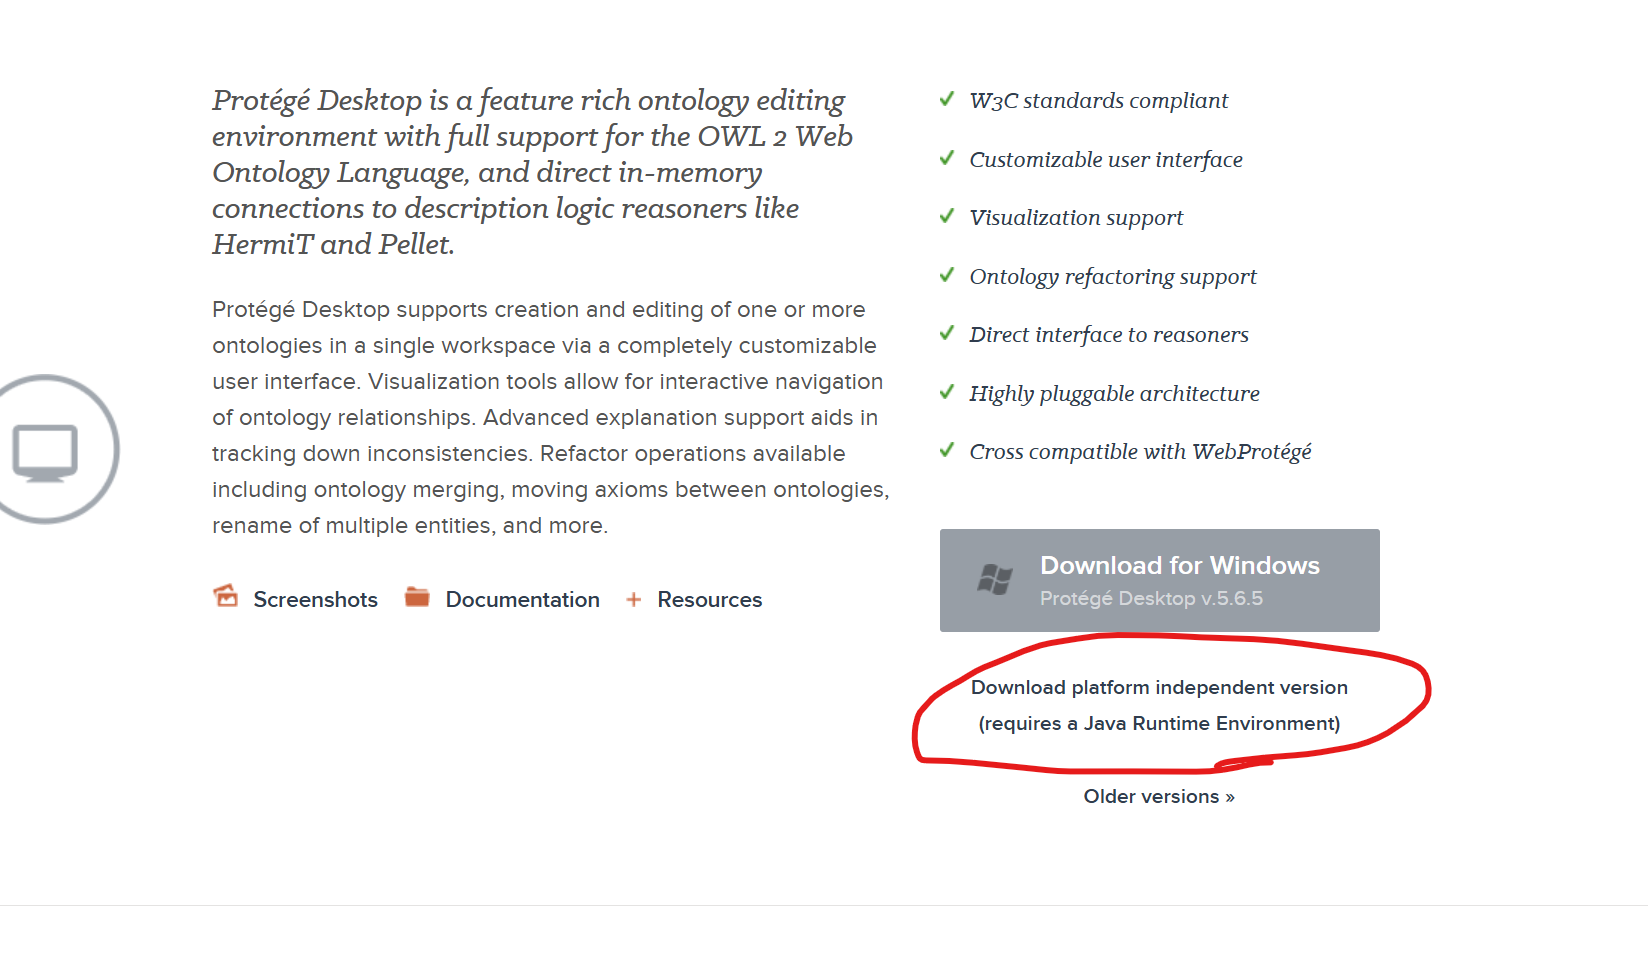 Protégé Desktop is a feature rich ontology editing
environment with full support for the OWL 2 Web
Ontology Language, and direct in-memory
connections to description logic reasoners like
HermiT and Pellet.
Protégé Desktop supports creation and editing of one or more
ontologies in a single workspace via a completely customizable
user interface. Visualization tools allow for interactive navigation
of ontology relationships. Advanced explanation support aids in
tracking down inconsistencies. Refactor operations available
including ontology merging, moving axioms between ontologies,
rename of multiple entities, and more.
Screenshots Documentation + Resources
W3C standards compliant
Customizable user interface
Visualization support
Ontology refactoring support
Direct interface to reasoners
Highly pluggable architecture
Cross compatible with WebProtégé
Download for Windows
Protégé Desktop v.5.6.5
Download platform independent version
(requires a Java Runtime Environment)
Older versions »